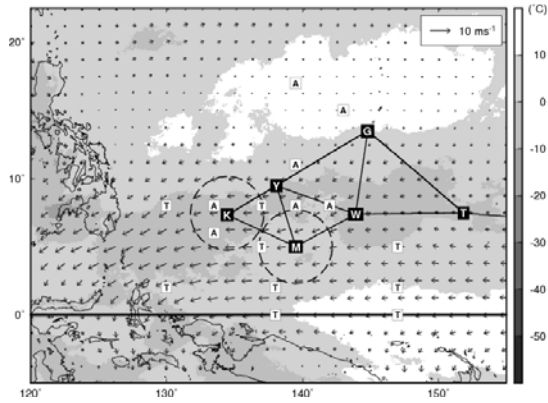 (°C)
20° 10 ms⁻¹ 10
A
0
A
G
-10
A
10° Y
T A T A A -20
K W T
A
T M T -30
T T T
-40
0° T T
-50
120° 130° 140° 150°